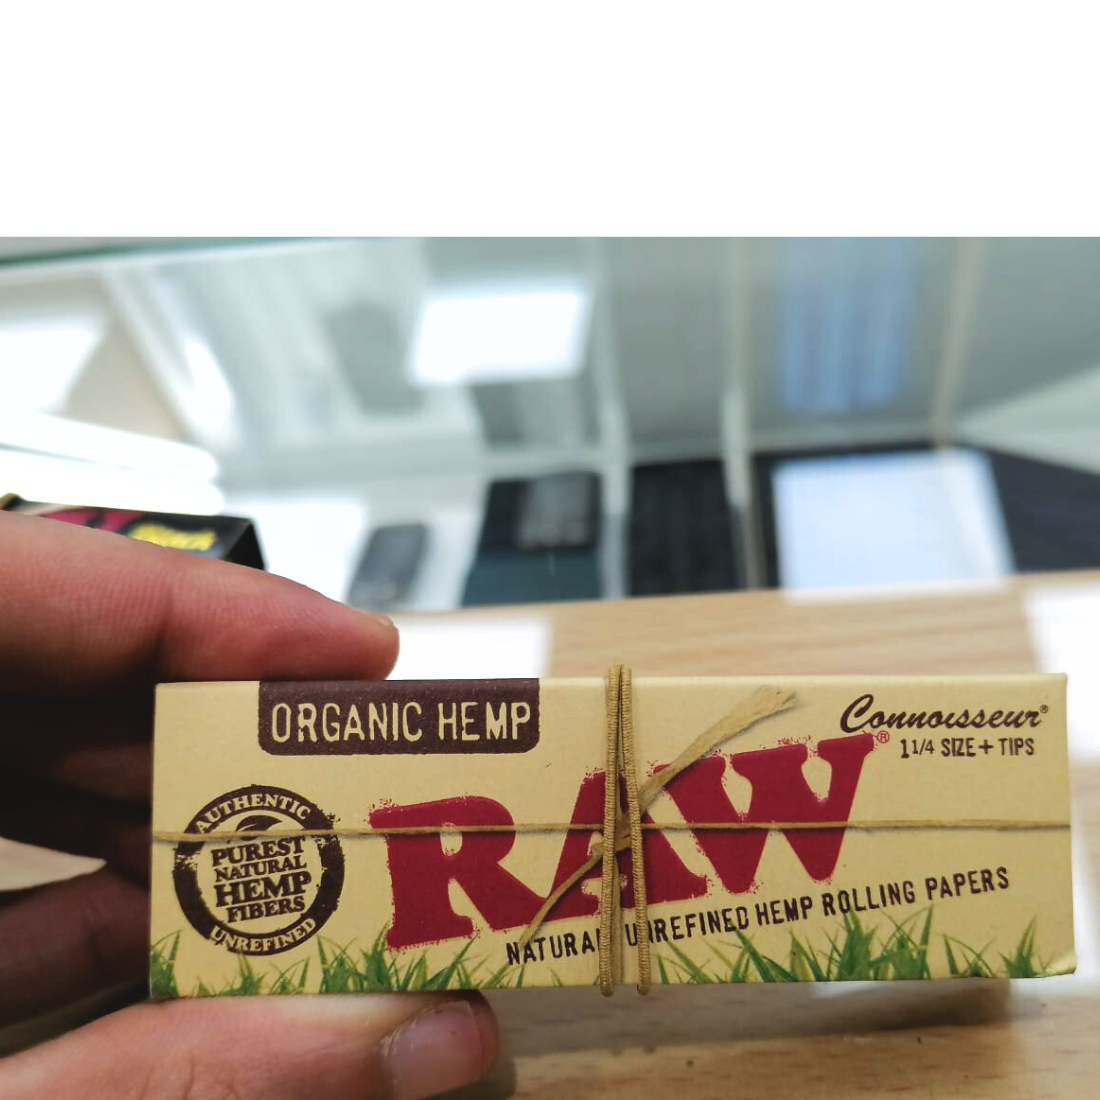 ORGANIC HEMP
Connoisseur®
1 1/4 SIZE + TIPS
RAW®
AUTHENTIC
PUREST
NATURAL
HEMP
FIBERS
UNREFINED
NATURAL UNREFINED HEMP ROLLING PAPERS